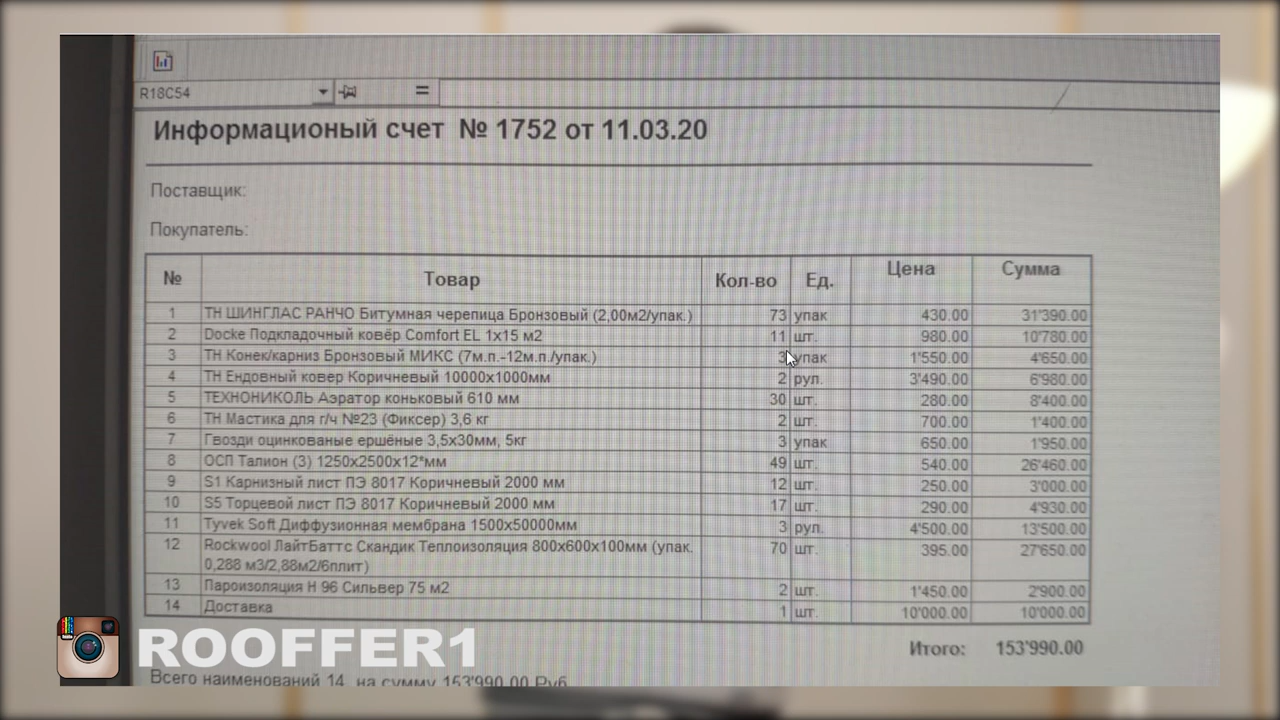 R18C54 =
Информационый счет № 1752 от 11.03.20
Поставщик:
Покупатель:
№ Товар Кол-во Ед. Цена Сумма
1 ТН ШИНГЛАС РАНЧО Битумная черепица Бронзовый (2,00м2/упак.) 73 упак 430.00 31'390.00
2 Docke Подкладочный ковёр Comfort EL 1x15 м2 11 шт. 980.00 10'780.00
3 ТН Конек/карниз Бронзовый МИКС (7м.п.-12м.п./упак.) 3 упак 1'550.00 4'650.00
4 ТН Ендовный ковер Коричневый 10000х1000мм 2 рул. 3'490.00 6'980.00
5 ТЕХНОНИКОЛЬ Аэратор коньковый 610 мм 30 шт. 280.00 8'400.00
6 ТН Мастика для г/ч №23 (Фиксер) 3,6 кг 2 шт. 700.00 1'400.00
7 Гвозди оцинкованые ершёные 3,5х30мм, 5кг 3 упак 650.00 1'950.00
8 ОСП Талион (3) 1250х2500х12*мм 49 шт. 540.00 26'460.00
9 S1 Карнизный лист ПЭ 8017 Коричневый 2000 мм 12 шт. 250.00 3'000.00
10 S5 Торцевой лист ПЭ 8017 Коричневый 2000 мм 17 шт. 290.00 4'930.00
11 Tyvek Soft Диффузионная мембрана 1500х50000мм 3 рул. 4'500.00 13'500.00
12 Rockwool ЛайтБаттс Скандик Теплоизоляция 800х600х100мм (упак. 70 шт. 395.00 27'650.00
0,288 м3/2,88м2/6плит)
13 Пароизоляция Н 96 Сильвер 75 м2 2 шт. 1'450.00 2'900.00
14 Доставка 1 шт. 10'000.00 10'000.00
Итого: 153'990.00
ROOFFER1
Всего наименований 14, на сумму 153'990.00 Руб